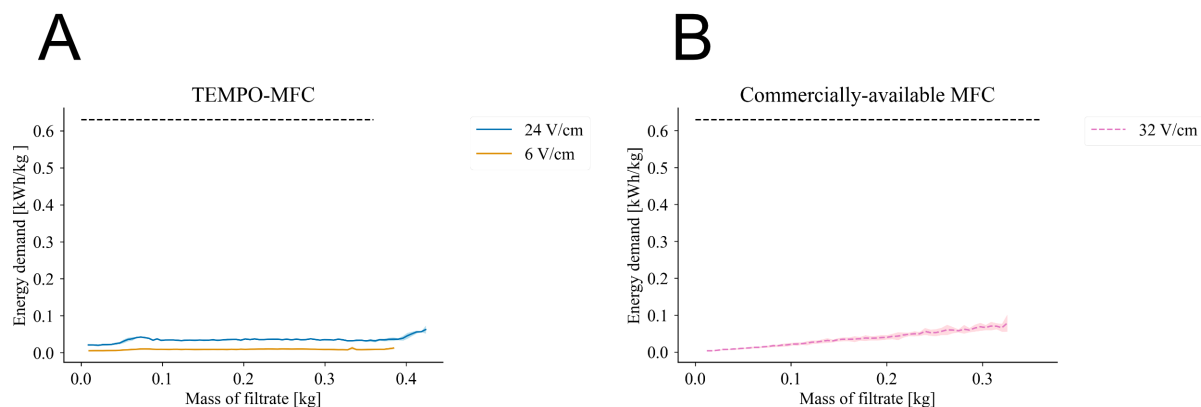 A
TEMPO-MFC
0.6
0.5
0.4
0.3
0.2
0.1
0.0
Energy demand [kWh/kg ]
0.0 0.1 0.2 0.3 0.4
Mass of filtrate [kg]
24 V/cm
6 V/cm
B
Commercially-available MFC
0.6
0.5
0.4
0.3
0.2
0.1
0.0
Energy demand [kWh/kg]
0.0 0.1 0.2 0.3
Mass of filtrate [kg]
32 V/cm